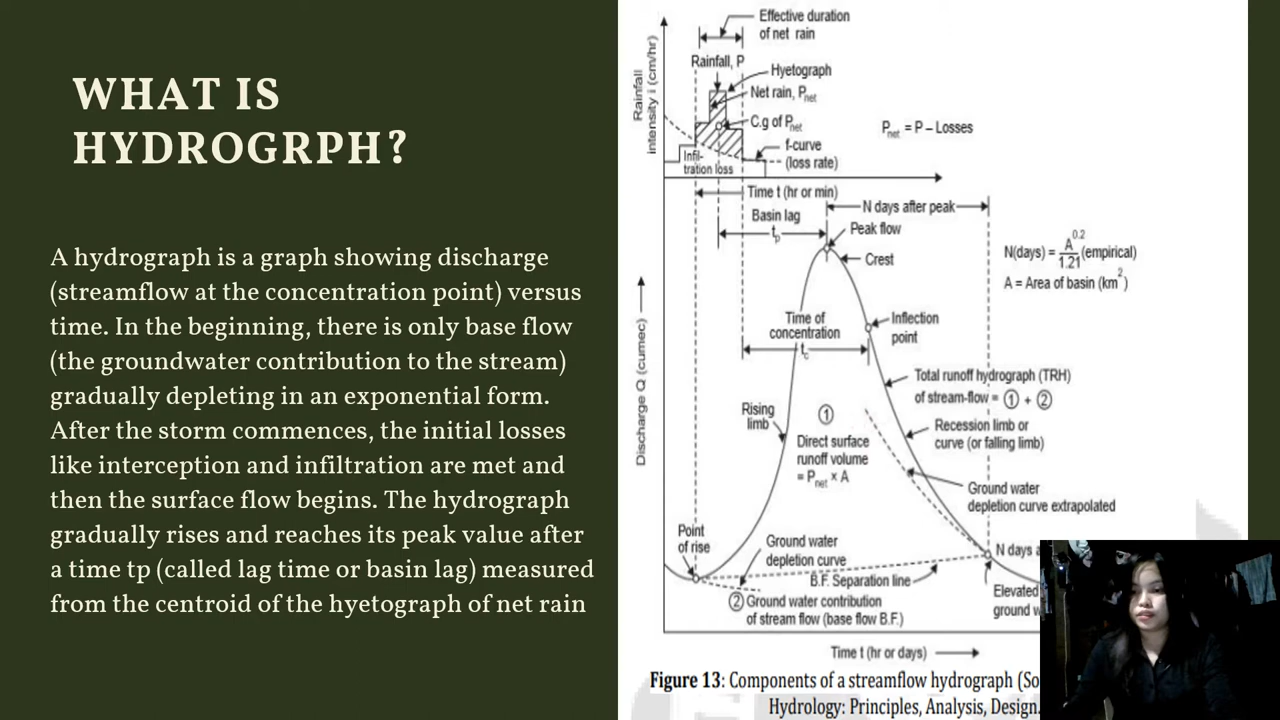 WHAT IS
HYDROGRPH?
A hydrograph is a graph showing discharge
(streamflow at the concentration point) versus
time. In the beginning, there is only base flow
(the groundwater contribution to the stream)
gradually depleting in an exponential form.
After the storm commences, the initial losses
like interception and infiltration are met and
then the surface flow begins. The hydrograph
gradually rises and reaches its peak value after
a time tp (called lag time or basin lag) measured
from the centroid of the hyetograph of net rain
Effective duration
of net rain
Rainfall, P
Hyetograph
Net rain, Pnet
C.g of Pnet
Pnet = P – Losses
f-curve
(loss rate)
Infil-
tration loss
Rainfall
intensity i (cm/hr)
Time t (hr or min)
N days after peak
Basin lag
tp
Peak flow
Crest
N(days) = A^0.2/1.21 (empirical)
A = Area of basin (km²)
Time of
concentration
tc
Inflection
point
Total runoff hydrograph (TRH)
of stream-flow = ① + ②
Rising
limb
①
Direct surface
runoff volume
= Pnet × A
Recession limb or
curve (or falling limb)
Ground water
depletion curve extrapolated
Discharge Q (cumec)
Point
of rise
Ground water
depletion curve
B.F. Separation line
N days
Elevated
ground
② Ground water contribution
of stream flow (base flow B.F.)
Time t (hr or days)
Figure 13: Components of a streamflow hydrograph
Hydrology: Principles, Analysis, Design.